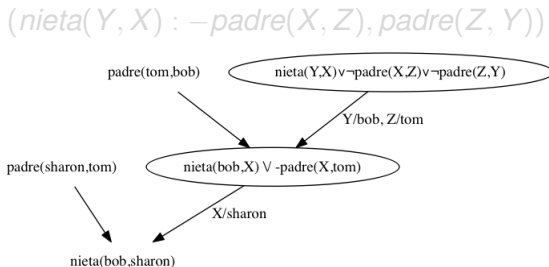 (nieta(Y, X) : −padre(X, Z), padre(Z, Y))
padre(tom,bob) nieta(Y,X)∨¬padre(X,Z)∨¬padre(Z,Y)
Y/bob, Z/tom
padre(sharon,tom) nieta(bob,X) \/ -padre(X,tom)
X/sharon
nieta(bob,sharon)